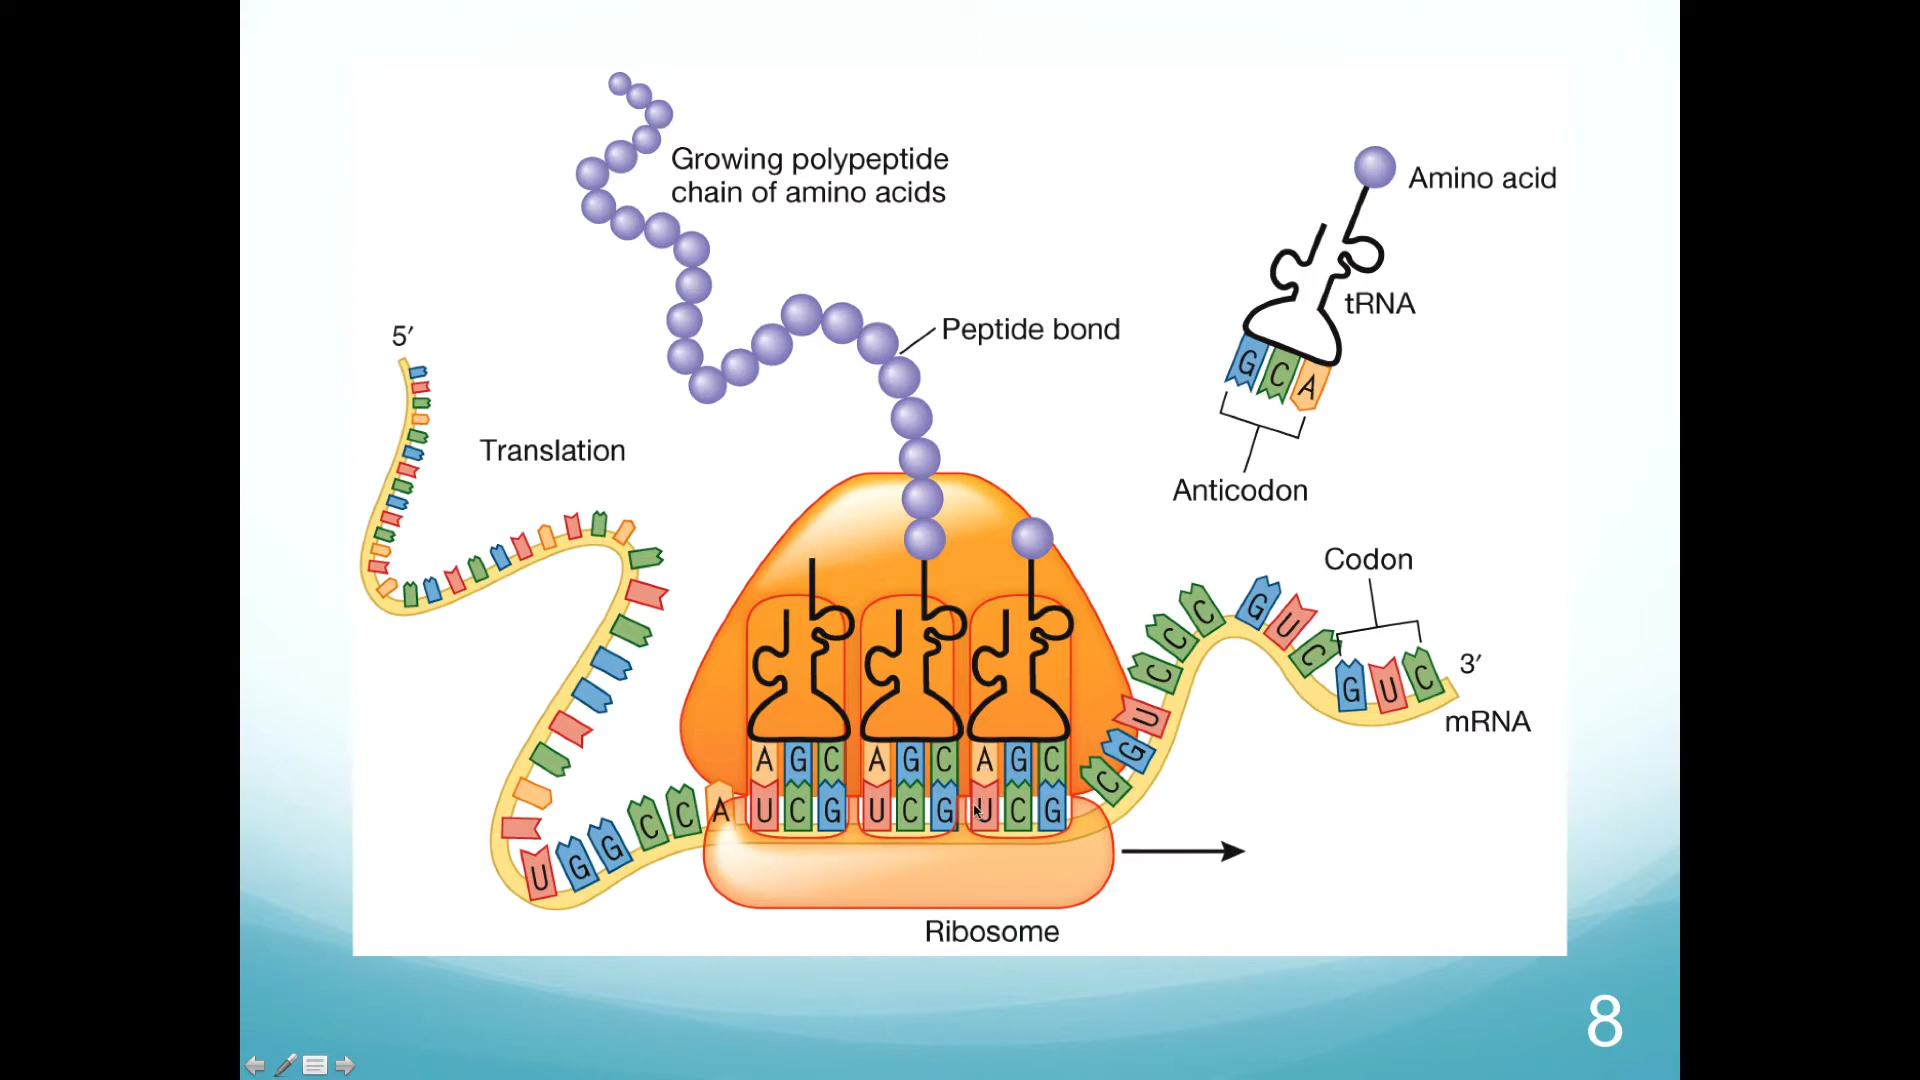 Growing polypeptide
chain of amino acids
Amino acid
tRNA
G C A
Anticodon
Peptide bond
5′
Translation
Codon
A G C A G C A G C
U G G C C A U C G U C G U C G C G U C C C G U C G U C
3′
mRNA
Ribosome
8